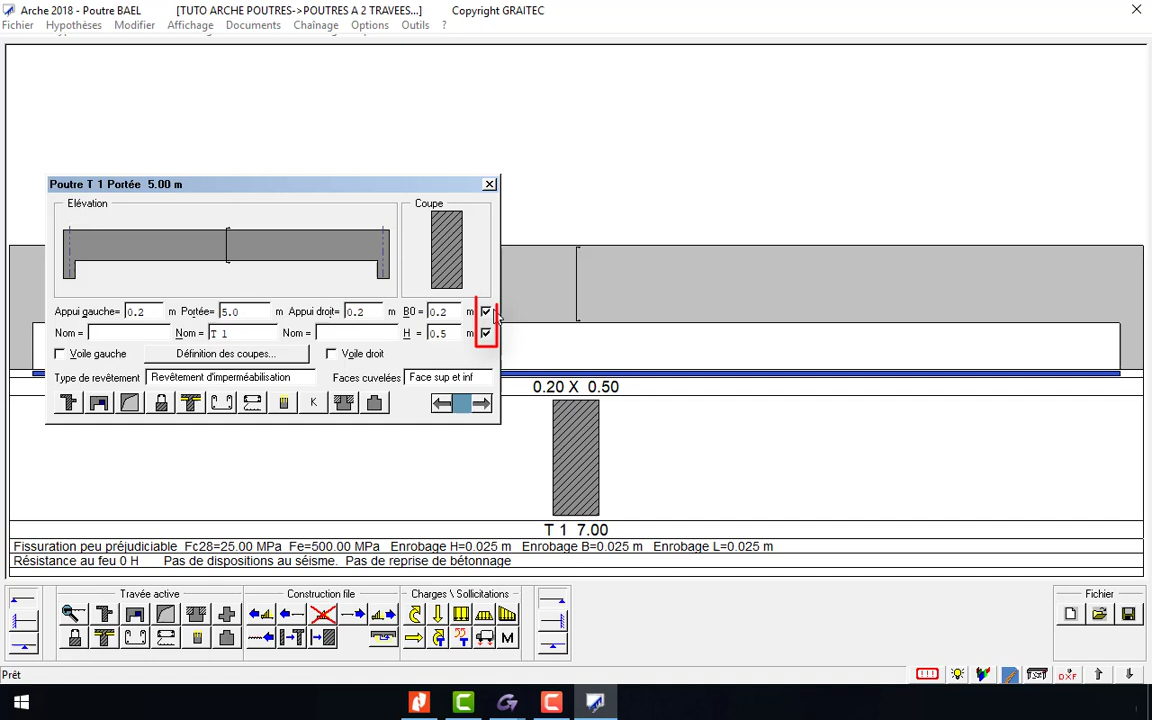 Arche 2018 - Poutre BAEL [TUTO ARCHE POUTRES->POUTRES A 2 TRAVEES...] Copyright GRAITEC
Fichier Hypothèses Modifier Affichage Documents Chaînage Options Outils ?
Poutre T 1 Portée 5.00 m
Elévation Coupe
Appui gauche= 0.2 m Portée= 5.0 m Appui droit= 0.2 m B0 = 0.2 m
Nom = Nom = T 1 Nom = H = 0.5 m
Voile gauche Définition des coupes... Voile droit
Type de revêtement Revêtement d'imperméabilisation Faces cuvelées Face sup et inf
K
0.20 X 0.50
T 1 7.00
Fissuration peu préjudiciable Fc28=25.00 MPa Fe=500.00 MPa Enrobage H=0.025 m Enrobage B=0.025 m Enrobage L=0.025 m
Résistance au feu 0 H Pas de dispositions au séisme. Pas de reprise de bétonnage
Travée active Construction file Charges \ Sollicitations Fichier
M
Prêt
DXF